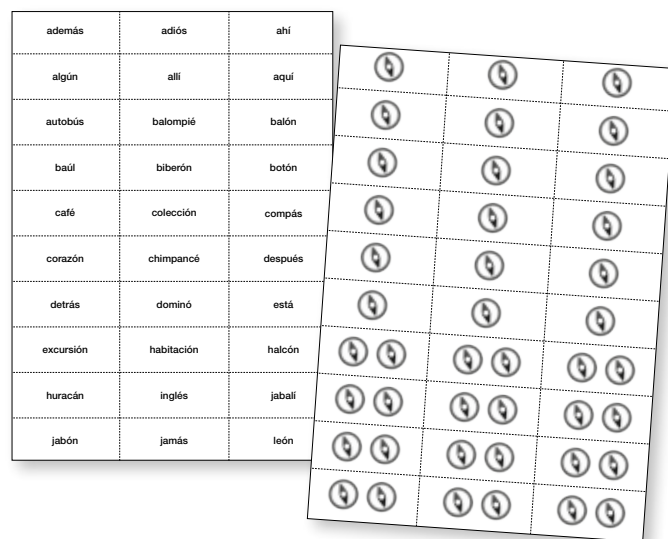 además adiós ahí
algún allí aquí
autobús balompié balón
baúl biberón botón
café colección compás
corazón chimpancé después
detrás dominó está
excursión habitación halcón
huracán inglés jabalí
jabón jamás león